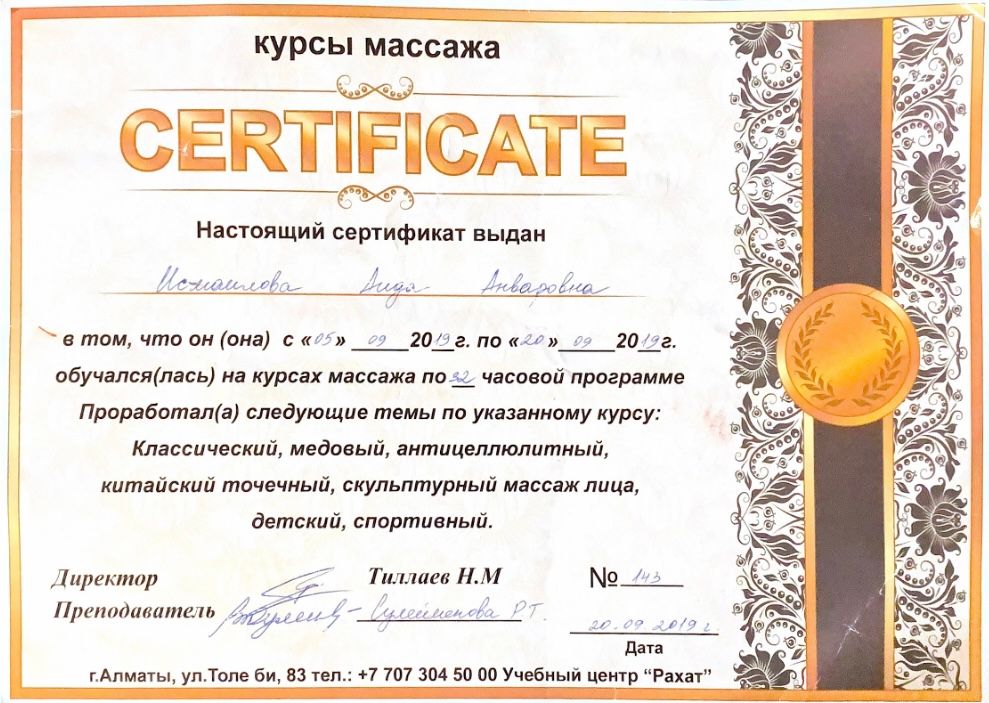 курсы массажа
CERTIFICATE
Настоящий сертификат выдан
Исмаилова Аида Анваровна
в том, что он (она) с «05» 09 2019г. по «20» 09 2019г.
обучался(лась) на курсах массажа по 32 часовой программе
Проработал(а) следующие темы по указанному курсу:
Классический, медовый, антицеллюлитный,
китайский точечный, скульптурный массаж лица,
детский, спортивный.
Директор Тиллаев Н.М № 143
Преподаватель Сулейменова Р.Т.
20.09.2019 г.
Дата
г.Алматы, ул.Толе би, 83 тел.: +7 707 304 50 00 Учебный центр “Рахат”